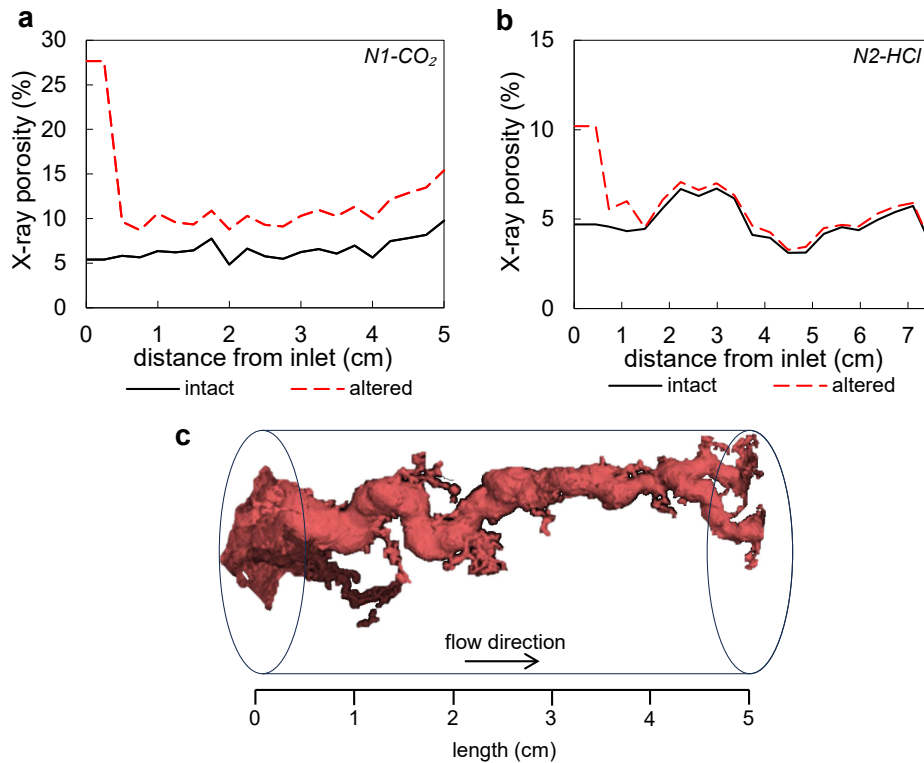 a
30
25
20
15
10
5
0
X-ray porosity (%)
N1-CO₂
0 1 2 3 4 5
distance from inlet (cm)
intact altered
b
15
10
5
0
X-ray porosity (%)
N2-HCl
0 1 2 3 4 5 6 7
distance from inlet (cm)
intact altered
c
flow direction
0 1 2 3 4 5
length (cm)